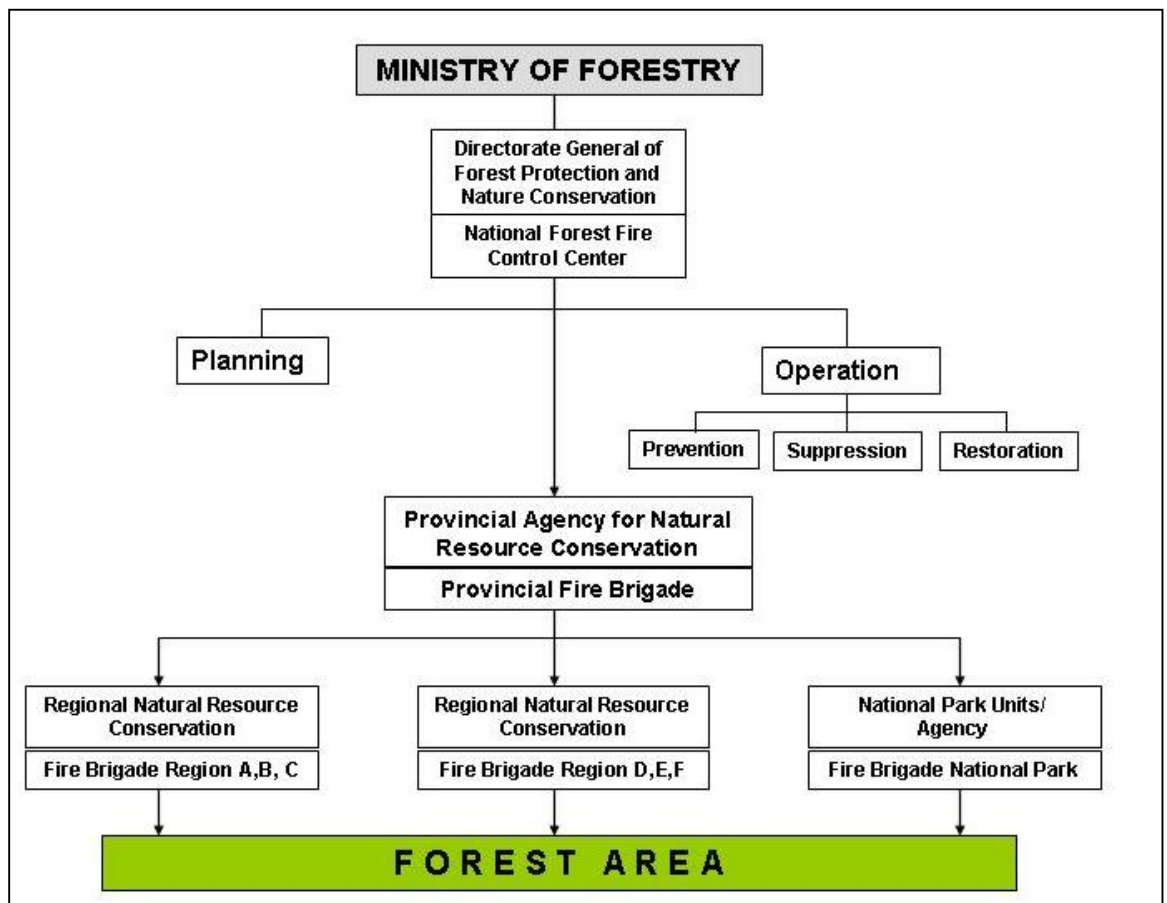 MINISTRY OF FORESTRY
Directorate General of
Forest Protection and
Nature Conservation
National Forest Fire
Control Center
Planning
Operation
Prevention
Suppression
Restoration
Provincial Agency for Natural
Resource Conservation
Provincial Fire Brigade
Regional Natural Resource
Conservation
Fire Brigade Region A,B, C
Regional Natural Resource
Conservation
Fire Brigade Region D,E,F
National Park Units/
Agency
Fire Brigade National Park
FOREST AREA